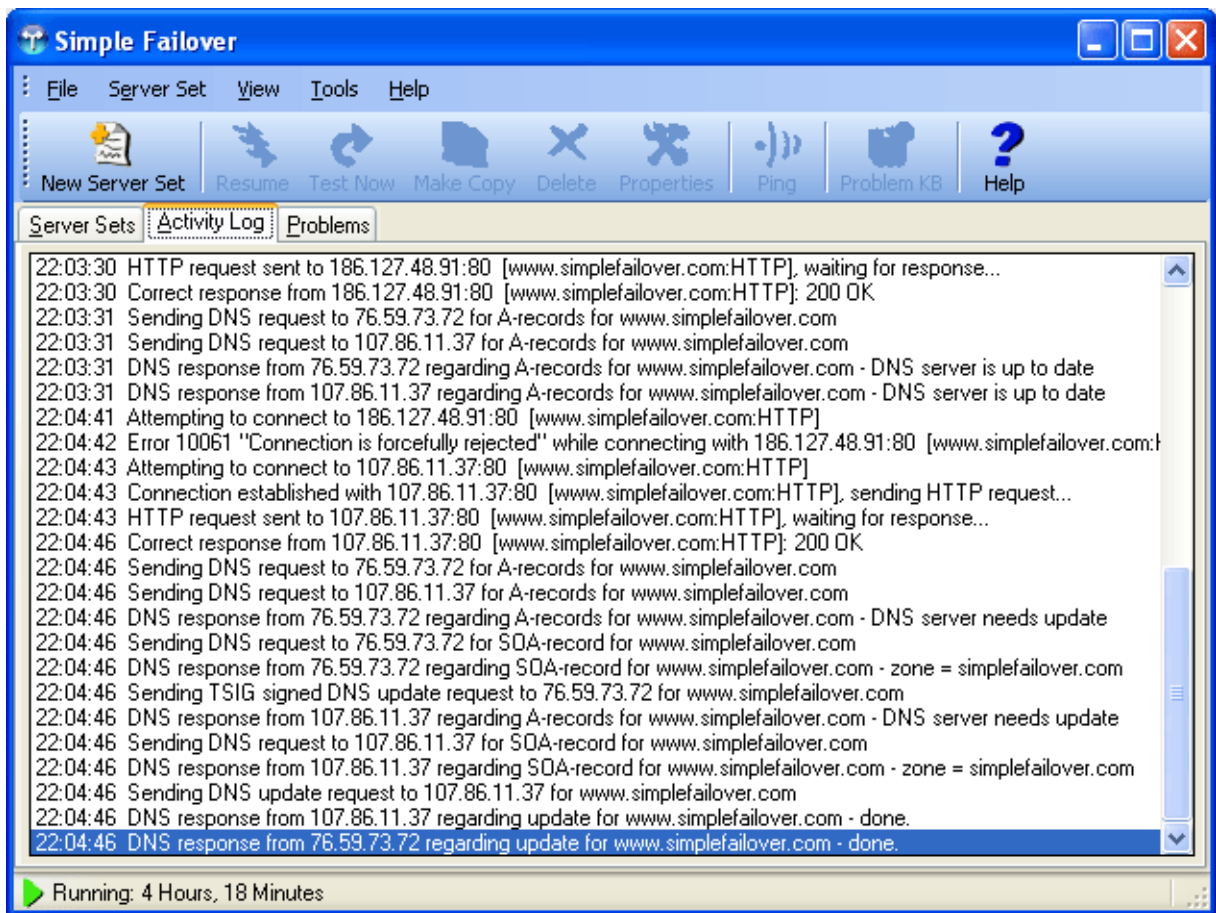 Simple Failover
File Server Set View Tools Help
New Server Set Resume Test Now Make Copy Delete Properties Ping Problem KB Help
Server Sets Activity Log Problems
22:03:30 HTTP request sent to 186.127.48.91:80 [www.simplefailover.com:HTTP], waiting for response...
22:03:30 Correct response from 186.127.48.91:80 [www.simplefailover.com:HTTP]: 200 OK
22:03:31 Sending DNS request to 76.59.73.72 for A-records for www.simplefailover.com
22:03:31 Sending DNS request to 107.86.11.37 for A-records for www.simplefailover.com
22:03:31 DNS response from 76.59.73.72 regarding A-records for www.simplefailover.com - DNS server is up to date
22:03:31 DNS response from 107.86.11.37 regarding A-records for www.simplefailover.com - DNS server is up to date
22:04:41 Attempting to connect to 186.127.48.91:80 [www.simplefailover.com:HTTP]
22:04:42 Error 10061 "Connection is forcefully rejected" while connecting with 186.127.48.91:80 [www.simplefailover.com:H
22:04:43 Attempting to connect to 107.86.11.37:80 [www.simplefailover.com:HTTP]
22:04:43 Connection established with 107.86.11.37:80 [www.simplefailover.com:HTTP], sending HTTP request...
22:04:43 HTTP request sent to 107.86.11.37:80 [www.simplefailover.com:HTTP], waiting for response...
22:04:46 Correct response from 107.86.11.37:80 [www.simplefailover.com:HTTP]: 200 OK
22:04:46 Sending DNS request to 76.59.73.72 for A-records for www.simplefailover.com
22:04:46 Sending DNS request to 107.86.11.37 for A-records for www.simplefailover.com
22:04:46 DNS response from 76.59.73.72 regarding A-records for www.simplefailover.com - DNS server needs update
22:04:46 Sending DNS request to 76.59.73.72 for SOA-record for www.simplefailover.com
22:04:46 DNS response from 76.59.73.72 regarding SOA-record for www.simplefailover.com - zone = simplefailover.com
22:04:46 Sending TSIG signed DNS update request to 76.59.73.72 for www.simplefailover.com
22:04:46 DNS response from 107.86.11.37 regarding A-records for www.simplefailover.com - DNS server needs update
22:04:46 Sending DNS request to 107.86.11.37 for SOA-record for www.simplefailover.com
22:04:46 DNS response from 107.86.11.37 regarding SOA-record for www.simplefailover.com - zone = simplefailover.com
22:04:46 Sending DNS update request to 107.86.11.37 for www.simplefailover.com
22:04:46 DNS response from 107.86.11.37 regarding update for www.simplefailover.com - done.
22:04:46 DNS response from 76.59.73.72 regarding update for www.simplefailover.com - done.
Running: 4 Hours, 18 Minutes